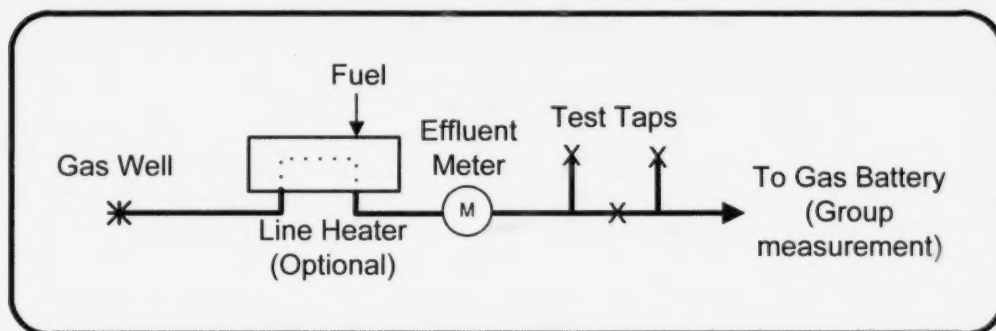 Fuel
Gas Well
Effluent
Meter
Test Taps
M
Line Heater
(Optional)
To Gas Battery
(Group
measurement)